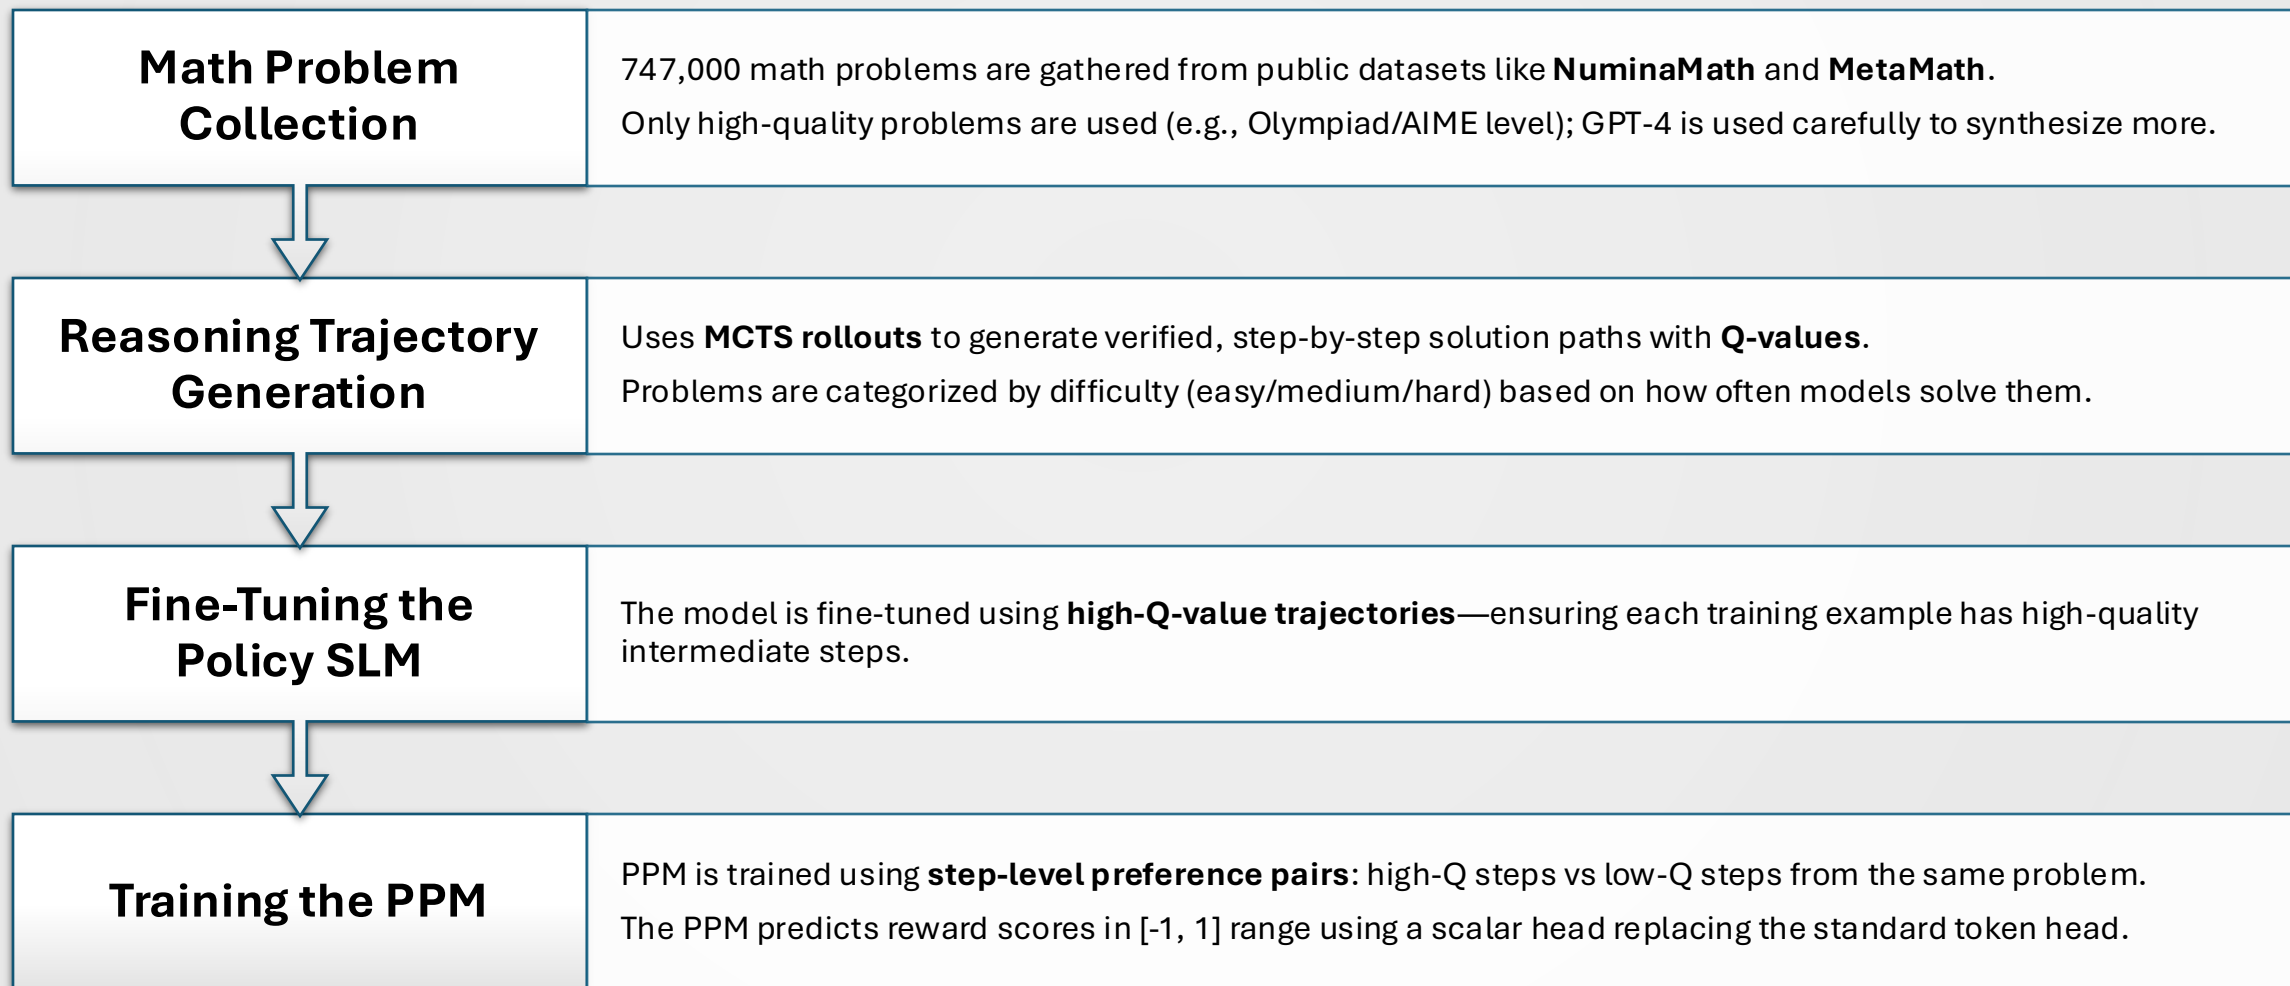 Math Problem
Collection
747,000 math problems are gathered from public datasets like NuminaMath and MetaMath.
Only high-quality problems are used (e.g., Olympiad/AIME level); GPT-4 is used carefully to synthesize more.
Reasoning Trajectory
Generation
Uses MCTS rollouts to generate verified, step-by-step solution paths with Q-values.
Problems are categorized by difficulty (easy/medium/hard) based on how often models solve them.
Fine-Tuning the
Policy SLM
The model is fine-tuned using high-Q-value trajectories—ensuring each training example has high-quality
intermediate steps.
Training the PPM
PPM is trained using step-level preference pairs: high-Q steps vs low-Q steps from the same problem.
The PPM predicts reward scores in [-1, 1] range using a scalar head replacing the standard token head.